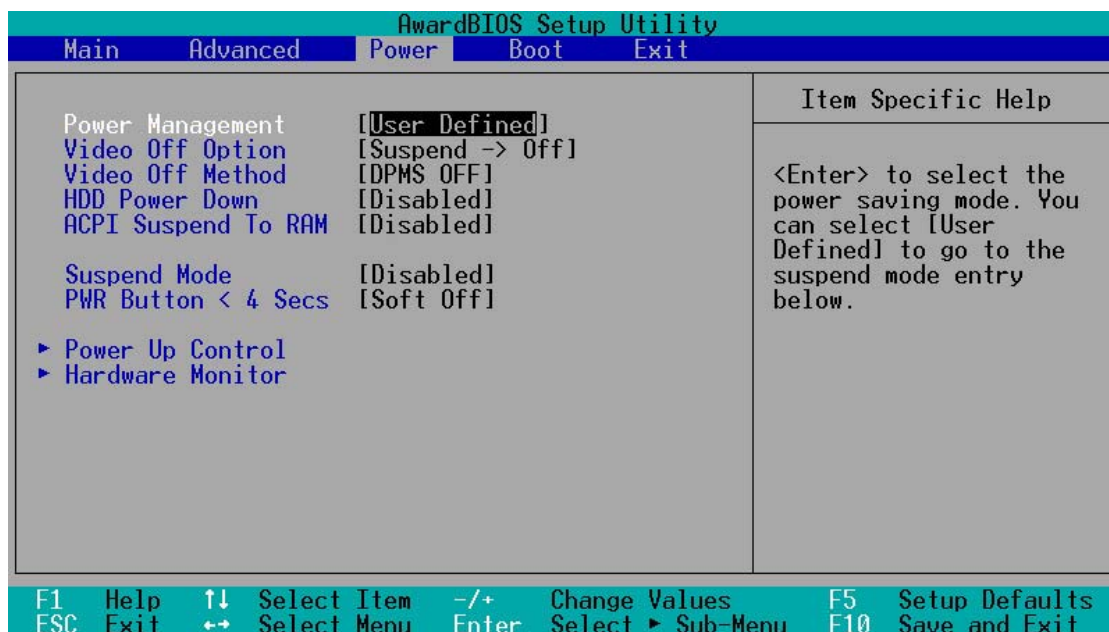 AwardBIOS Setup Utility
Main Advanced Power Boot Exit
Power Management [User Defined]
Video Off Option [Suspend -> Off]
Video Off Method [DPMS OFF]
HDD Power Down [Disabled]
ACPI Suspend To RAM [Disabled]
Suspend Mode [Disabled]
PWR Button < 4 Secs [Soft Off]
▸ Power Up Control
▸ Hardware Monitor
Item Specific Help
<Enter> to select the
power saving mode. You
can select [User
Defined] to go to the
suspend mode entry
below.
F1 Help ↑↓ Select Item -/+ Change Values F5 Setup Defaults
ESC Exit ←→ Select Menu Enter Select ▸ Sub-Menu F10 Save and Exit